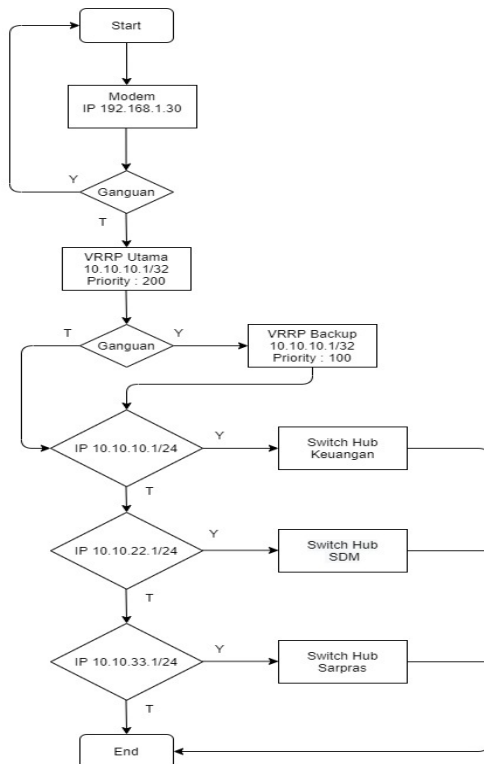 Start
Modem
IP 192.168.1.30
Y
Ganguan
T
VRRP Utama
10.10.10.1/32
Priority : 200
T
Ganguan
Y
VRRP Backup
10.10.10.1/32
Priority : 100
IP 10.10.10.1/24
Y
Switch Hub
Keuangan
T
IP 10.10.22.1/24
Y
Switch Hub
SDM
T
IP 10.10.33.1/24
Y
Switch Hub
Sarpras
T
End